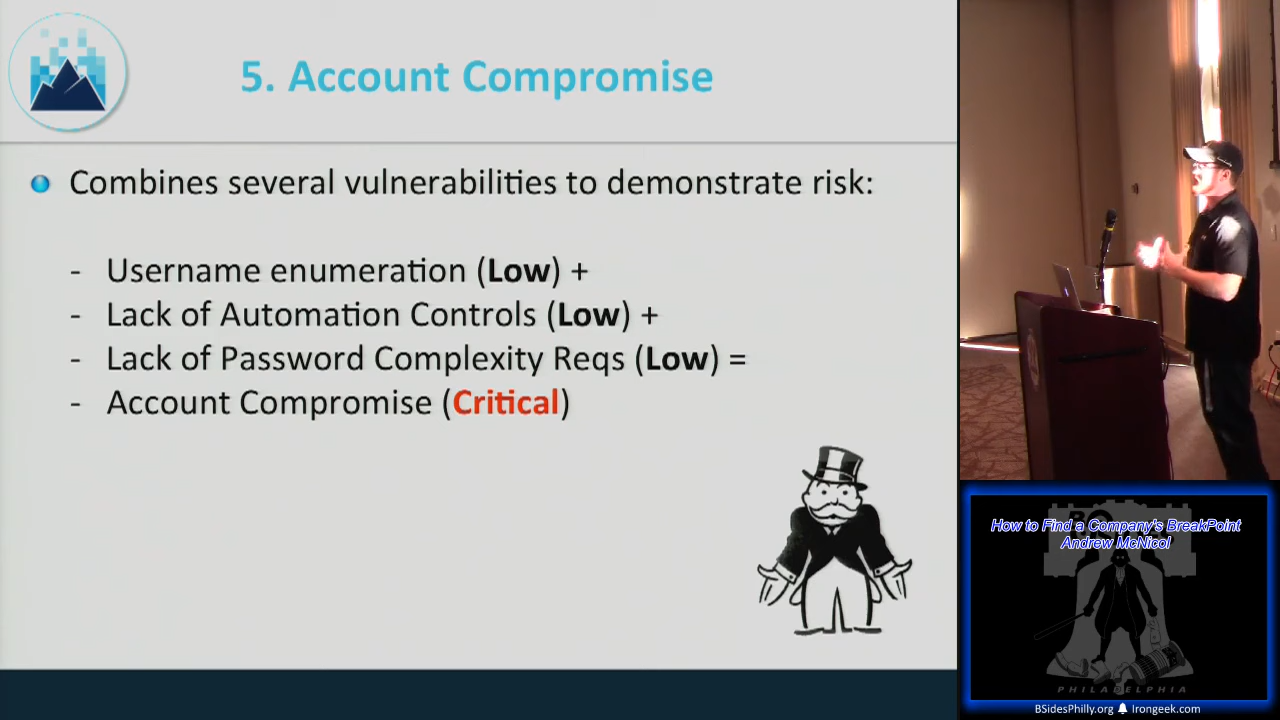 5. Account Compromise
Combines several vulnerabilities to demonstrate risk:
- Username enumeration (Low) +
- Lack of Automation Controls (Low) +
- Lack of Password Complexity Reqs (Low) =
- Account Compromise (Critical)
How to Find a Company's BreakPoint
Andrew McNicol
PHILADELPHIA
BSidesPhilly.org Irongeek.com